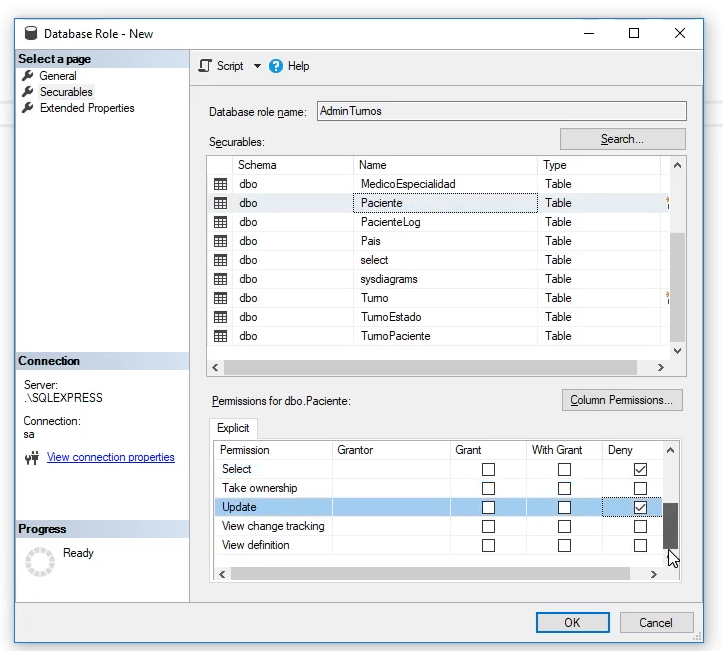 Database Role - New
Select a page
General
Securables
Extended Properties
Script
Help
Database role name: AdminTurnos
Securables:
Search...
Schema Name Type
dbo MedicoEspecialidad Table
dbo Paciente Table
dbo PacienteLog Table
dbo Pais Table
dbo select Table
dbo sysdiagrams Table
dbo Turno Table
dbo TurnoEstado Table
dbo TurnoPaciente Table
Connection
Server:
.\SQLEXPRESS
Connection:
sa
View connection properties
Progress
Ready
Permissions for dbo.Paciente:
Column Permissions...
Explicit
Permission Grantor Grant With Grant Deny
Select
Take ownership
Update
View change tracking
View definition
OK Cancel